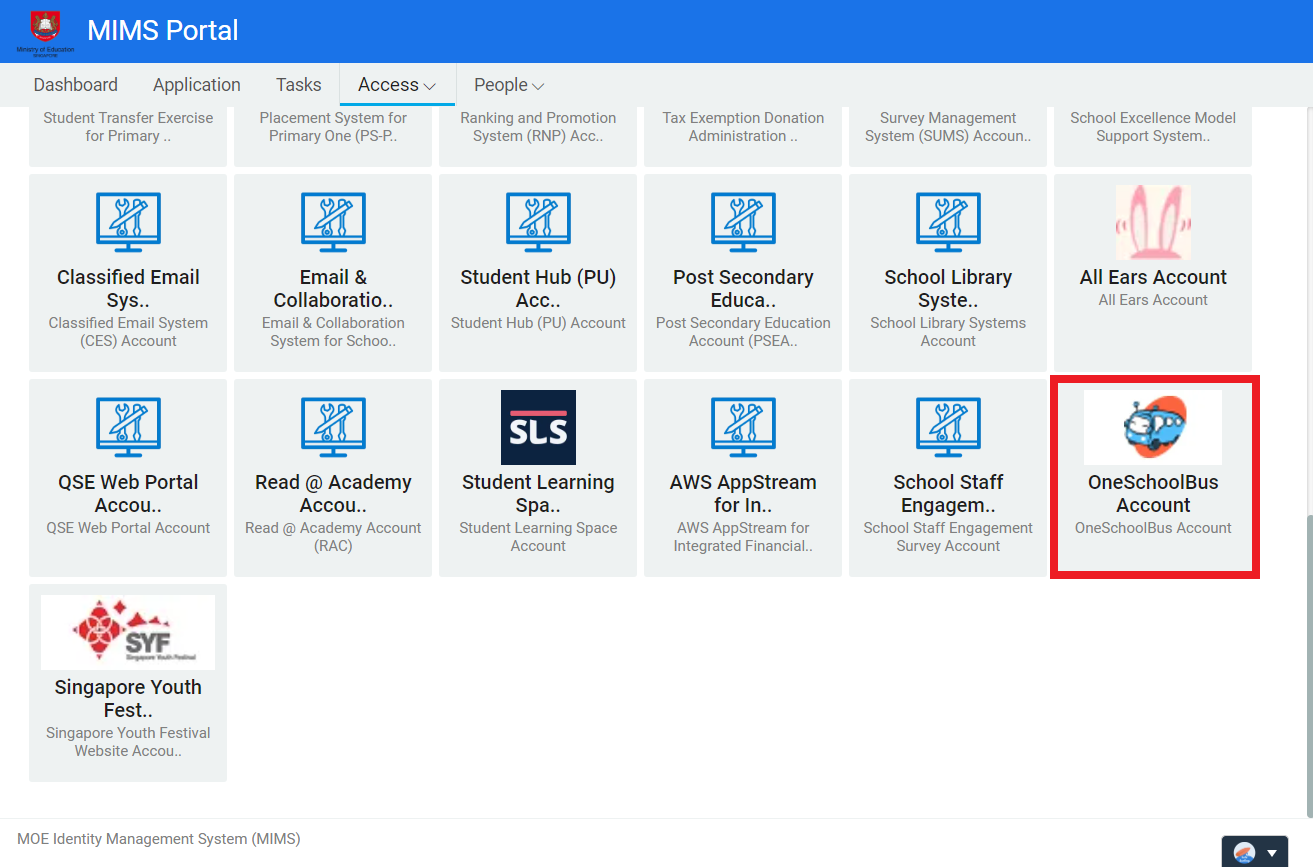 MIMS Portal
Ministry of Education
SINGAPORE
Dashboard
Application
Tasks
Access
People
Student Transfer Exercise
for Primary ..
Placement System for
Primary One (PS-P..
Ranking and Promotion
System (RNP) Acc..
Tax Exemption Donation
Administration ..
Survey Management
System (SUMS) Accoun..
School Excellence Model
Support System..
Classified Email
Sys..
Classified Email System
(CES) Account
Email &
Collaboratio..
Email & Collaboration
System for Schoo..
Student Hub (PU)
Acc..
Student Hub (PU) Account
Post Secondary
Educa..
Post Secondary Education
Account (PSEA..
School Library
Syste..
School Library Systems
Account
All Ears Account
All Ears Account
QSE Web Portal
Accou..
QSE Web Portal Account
Read @ Academy
Accou..
Read @ Academy Account
(RAC)
SLS
Student Learning
Spa..
Student Learning Space
Account
AWS AppStream
for In..
AWS AppStream for
Integrated Financial..
School Staff
Engagem..
School Staff Engagement
Survey Account
OneSchoolBus
Account
OneSchoolBus Account
SYF
Singapore Youth Festival
Singapore Youth
Fest..
Singapore Youth Festival
Website Accou..
MOE Identity Management System (MIMS)